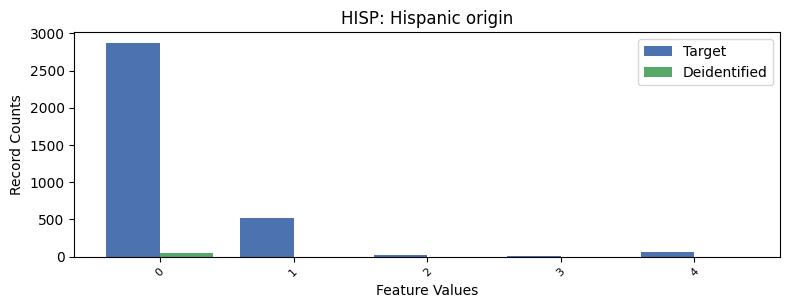 HISP: Hispanic origin
Target
Deidentified
Record Counts
3000
2500
2000
1500
1000
500
0
0
1
2
3
4
Feature Values